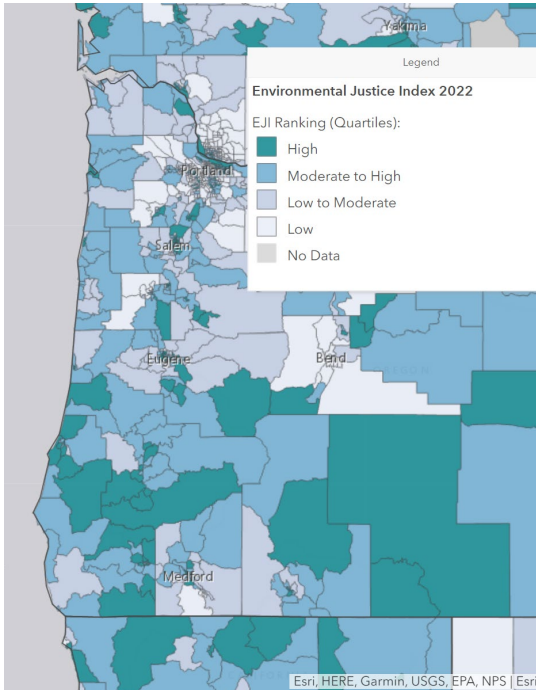 Yakima
Legend
Environmental Justice Index 2022
EJI Ranking (Quartiles):
High
Moderate to High
Low to Moderate
Low
No Data
Portland
Salem
Eugene
Bend
OREGON
Medford
Esri, HERE, Garmin, USGS, EPA, NPS | Esri